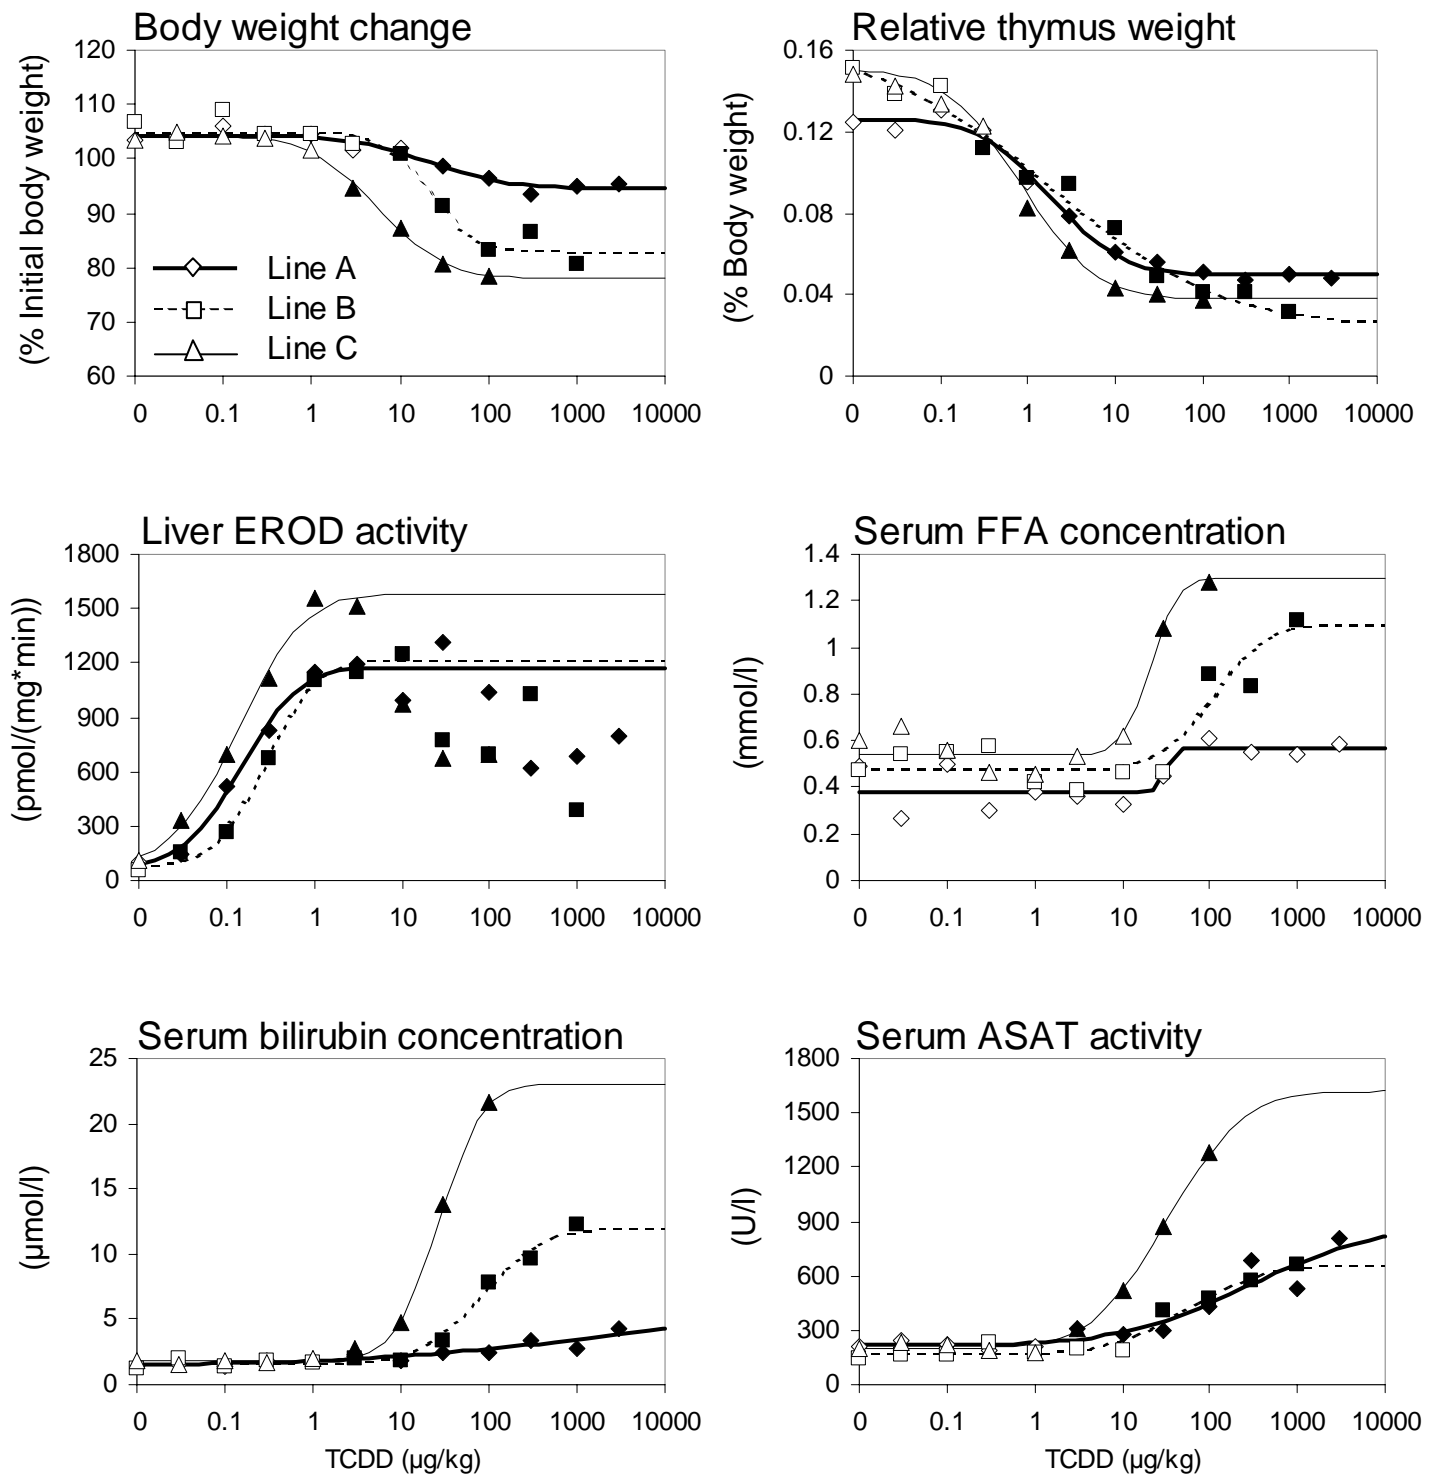 Body weight change
(% Initial body weight)
120
110
100
90
80
70
60
Line A
Line B
Line C
0 0.1 1 10 100 1000 10000
Relative thymus weight
(% Body weight)
0.16
0.12
0.08
0.04
0
0 0.1 1 10 100 1000 10000
Liver EROD activity
(pmol/(mg*min))
1800
1500
1200
900
600
300
0
0 0.1 1 10 100 1000 10000
Serum FFA concentration
(mmol/l)
1.4
1.2
1
0.8
0.6
0.4
0.2
0
0 0.1 1 10 100 1000 10000
Serum bilirubin concentration
(µmol/l)
25
20
15
10
5
0
0 0.1 1 10 100 1000 10000
TCDD (µg/kg)
Serum ASAT activity
(U/l)
1800
1500
1200
900
600
300
0
0 0.1 1 10 100 1000 10000
TCDD (µg/kg)